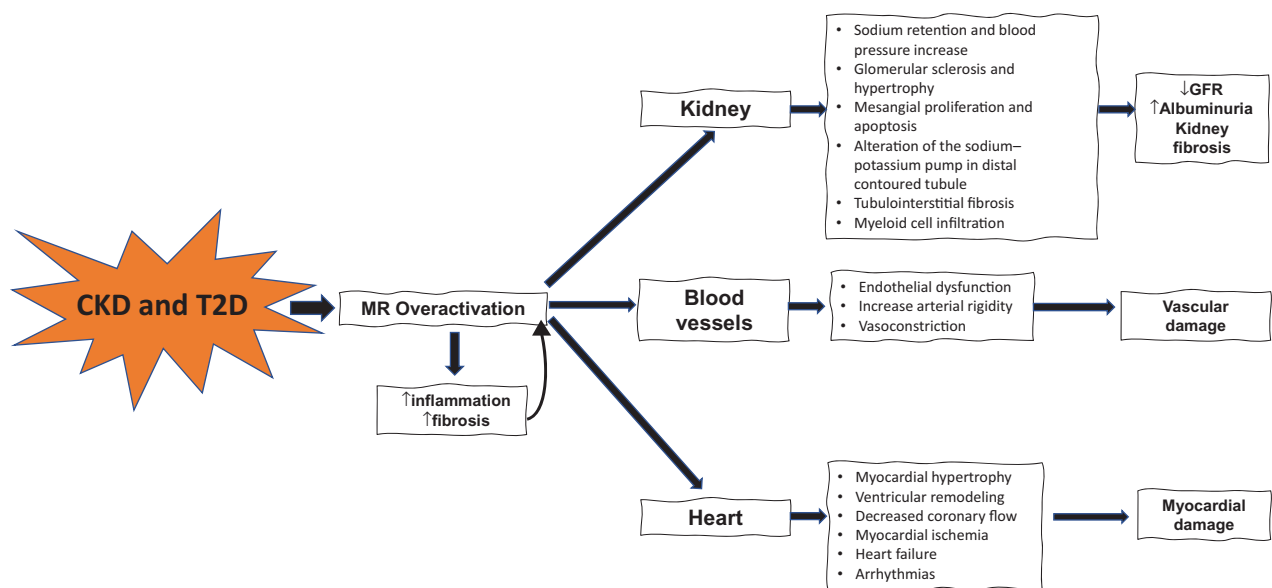 CKD and T2D
MR Overactivation
↑inflammation
↑fibrosis
Kidney
• Sodium retention and blood
pressure increase
• Glomerular sclerosis and
hypertrophy
• Mesangial proliferation and
apoptosis
• Alteration of the sodium–
potassium pump in distal
contoured tubule
• Tubulointerstitial fibrosis
• Myeloid cell infiltration
↓GFR
↑Albuminuria
Kidney
fibrosis
Blood
vessels
• Endothelial dysfunction
• Increase arterial rigidity
• Vasoconstriction
Vascular
damage
Heart
• Myocardial hypertrophy
• Ventricular remodeling
• Decreased coronary flow
• Myocardial ischemia
• Heart failure
• Arrhythmias
Myocardial
damage